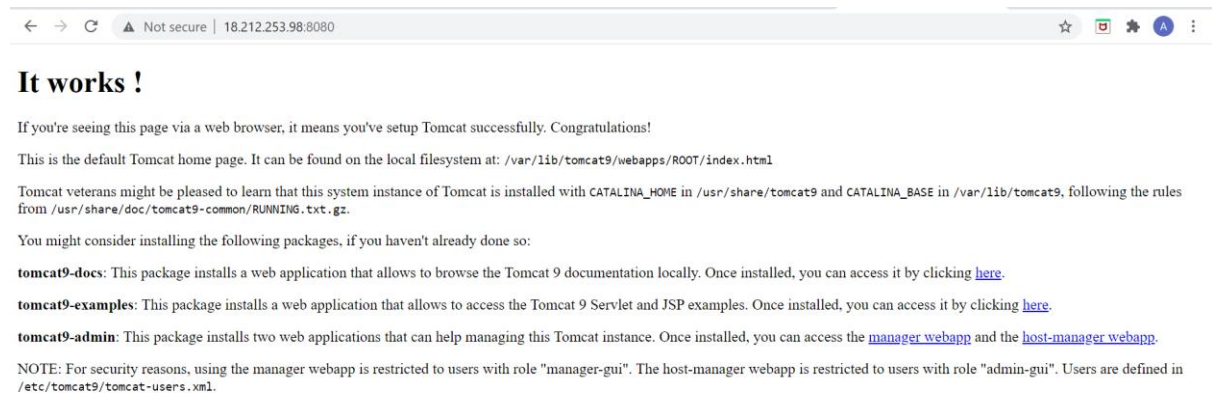 Not secure | 18.212.253.98:8080
A
It works !
If you're seeing this page via a web browser, it means you've setup Tomcat successfully. Congratulations!
This is the default Tomcat home page. It can be found on the local filesystem at: /var/lib/tomcat9/webapps/ROOT/index.html
Tomcat veterans might be pleased to learn that this system instance of Tomcat is installed with CATALINA_HOME in /usr/share/tomcat9 and CATALINA_BASE in /var/lib/tomcat9, following the rules
from /usr/share/doc/tomcat9-common/RUNNING.txt.gz.
You might consider installing the following packages, if you haven't already done so:
tomcat9-docs: This package installs a web application that allows to browse the Tomcat 9 documentation locally. Once installed, you can access it by clicking here.
tomcat9-examples: This package installs a web application that allows to access the Tomcat 9 Servlet and JSP examples. Once installed, you can access it by clicking here.
tomcat9-admin: This package installs two web applications that can help managing this Tomcat instance. Once installed, you can access the manager webapp and the host-manager webapp.
NOTE: For security reasons, using the manager webapp is restricted to users with role "manager-gui". The host-manager webapp is restricted to users with role "admin-gui". Users are defined in
/etc/tomcat9/tomcat-users.xml.